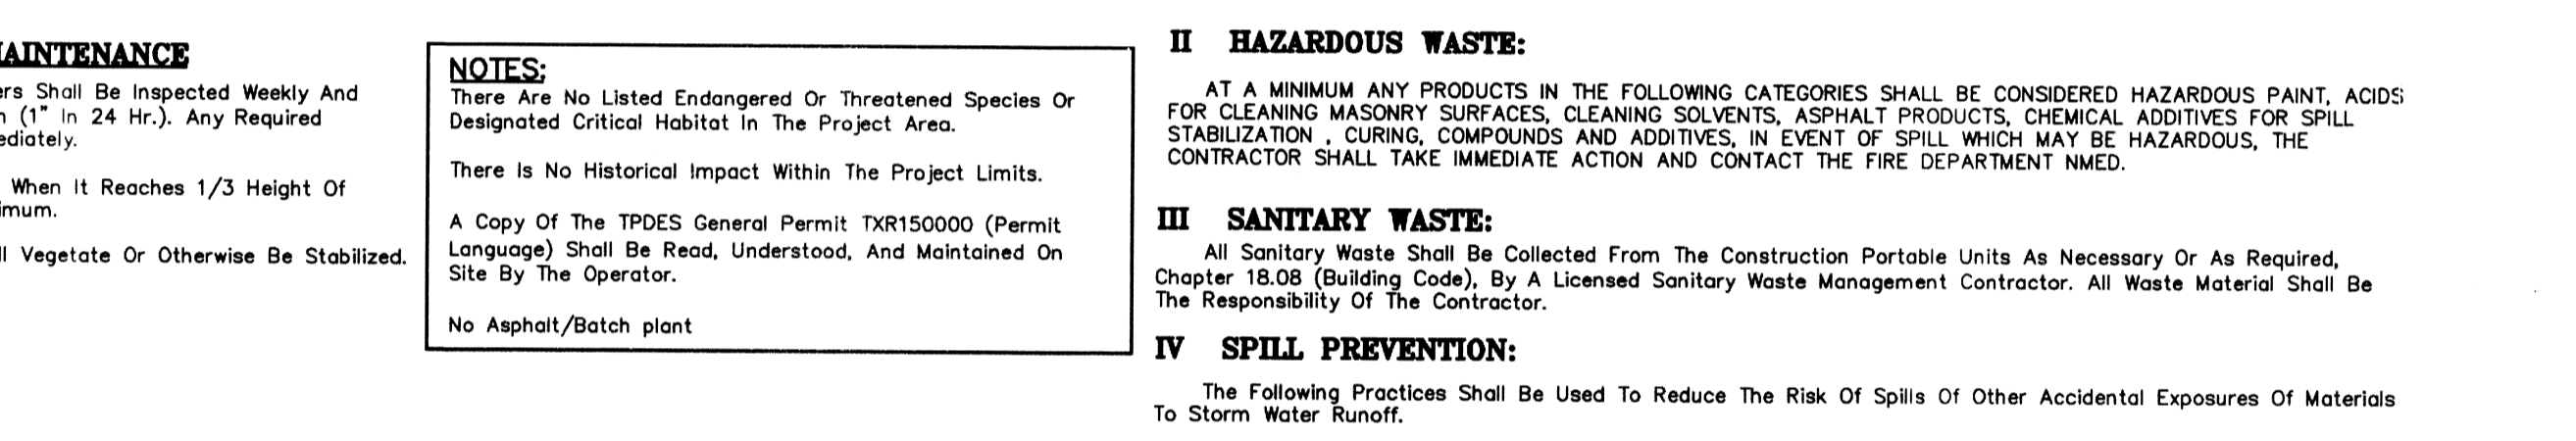 MAINTENANCE
Shall Be Inspected Weekly And
(1" In 24 Hr.). Any Required
When It Reaches 1/3 Height Of
Vegetate Or Otherwise Be Stabilized.
NOTES:
There Are No Listed Endangered Or Threatened Species Or
Designated Critical Habitat In The Project Area.
There Is No Historical Impact Within The Project Limits.
A Copy Of The TPDES General Permit TXR150000 (Permit
Language) Shall Be Read, Understood, And Maintained On
Site By The Operator.
No Asphalt/Batch plant
II HAZARDOUS WASTE:
AT A MINIMUM ANY PRODUCTS IN THE FOLLOWING CATEGORIES SHALL BE CONSIDERED HAZARDOUS PAINT, ACIDS
FOR CLEANING MASONRY SURFACES, CLEANING SOLVENTS, ASPHALT PRODUCTS, CHEMICAL ADDITIVES FOR SPILL
STABILIZATION , CURING, COMPOUNDS AND ADDITIVES, IN EVENT OF SPILL WHICH MAY BE HAZARDOUS, THE
CONTRACTOR SHALL TAKE IMMEDIATE ACTION AND CONTACT THE FIRE DEPARTMENT NMED.
III SANITARY WASTE:
All Sanitary Waste Shall Be Collected From The Construction Portable Units As Necessary Or As Required,
Chapter 18.08 (Building Code), By A Licensed Sanitary Waste Management Contractor. All Waste Material Shall Be
The Responsibility Of The Contractor.
IV SPILL PREVENTION:
The Following Practices Shall Be Used To Reduce The Risk Of Spills Of Other Accidental Exposures Of Materials
To Storm Water Runoff.